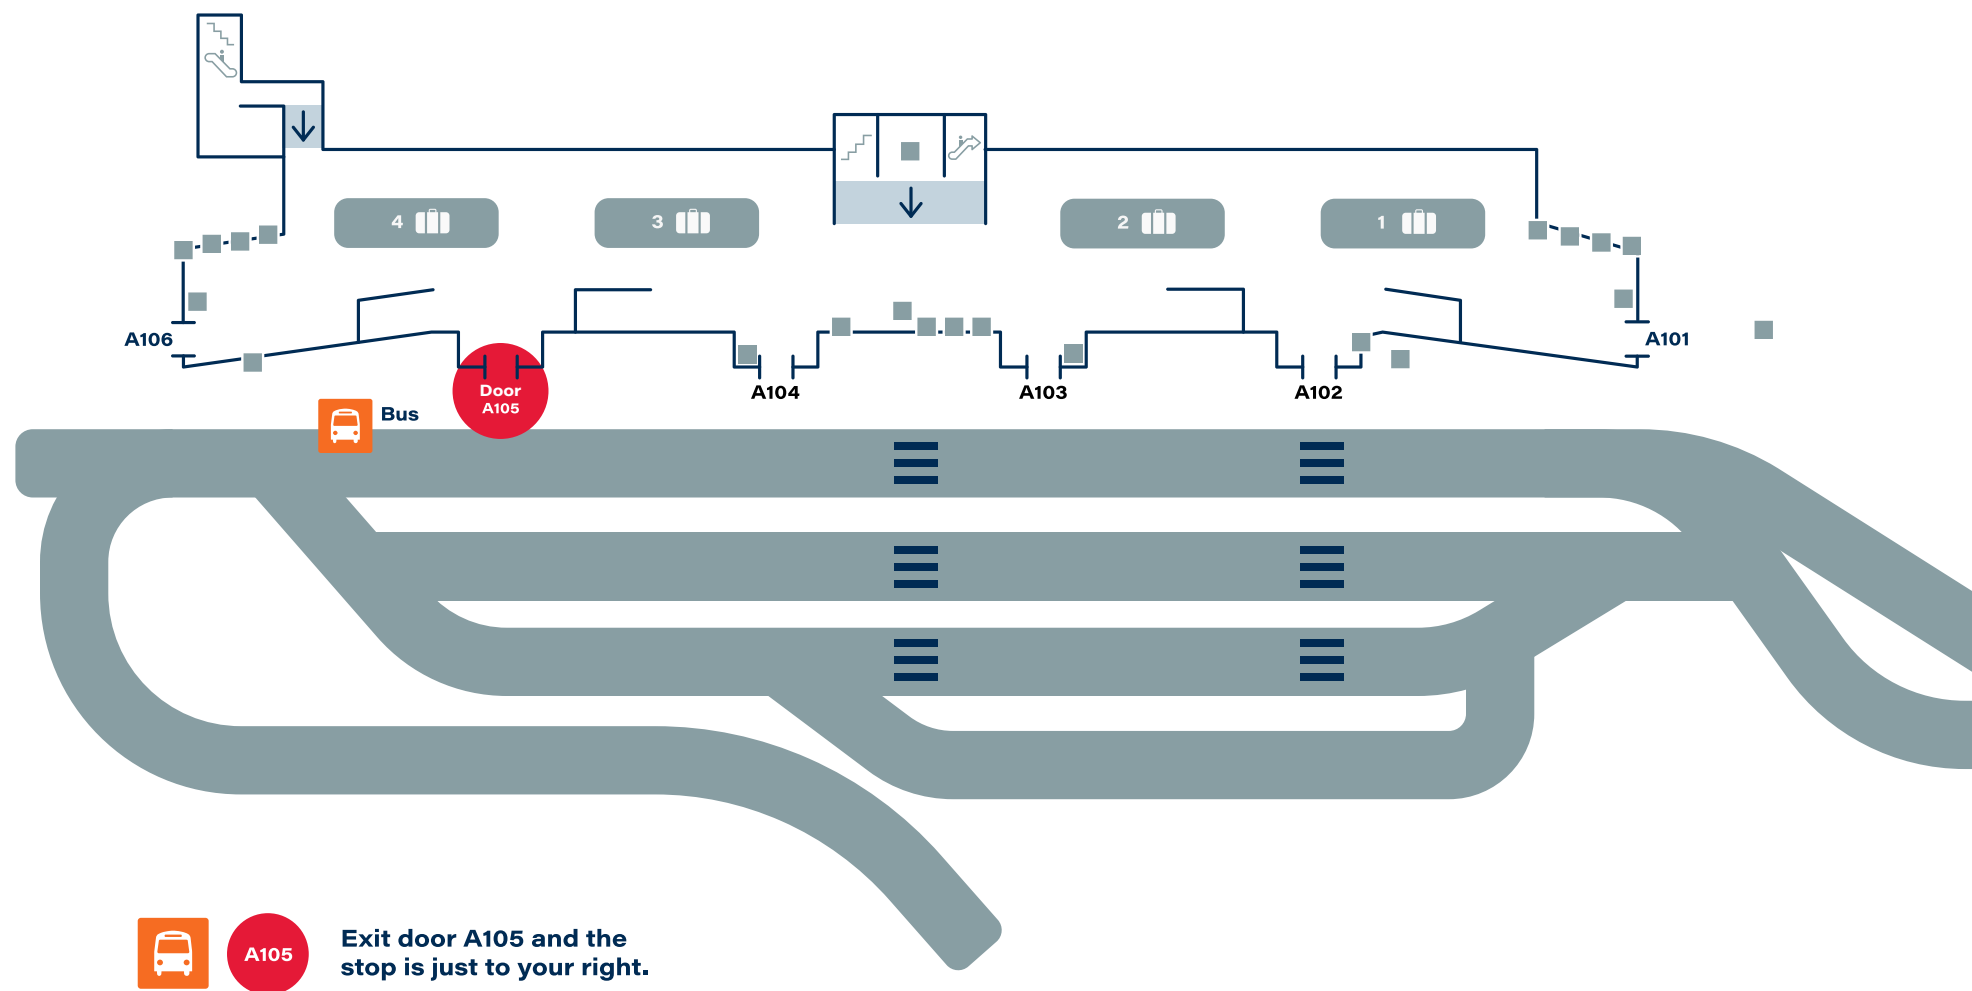 4
3
2
1
A106
A101
Door
A105
A104
A103
A102
Bus
A105
Exit door A105 and the
stop is just to your right.